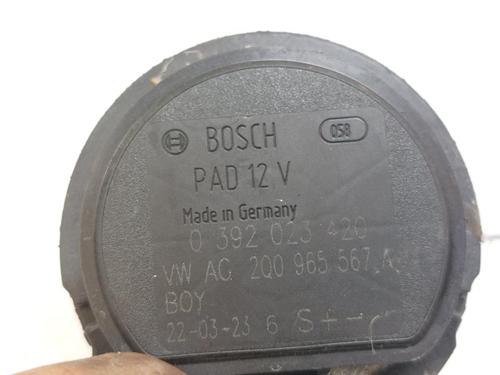 BOSCH 058
PAD 12 V
Made in Germany
0 392 023 420
VW AG 2Q0 965 567 A
BOY
22-03-23 6 S+-